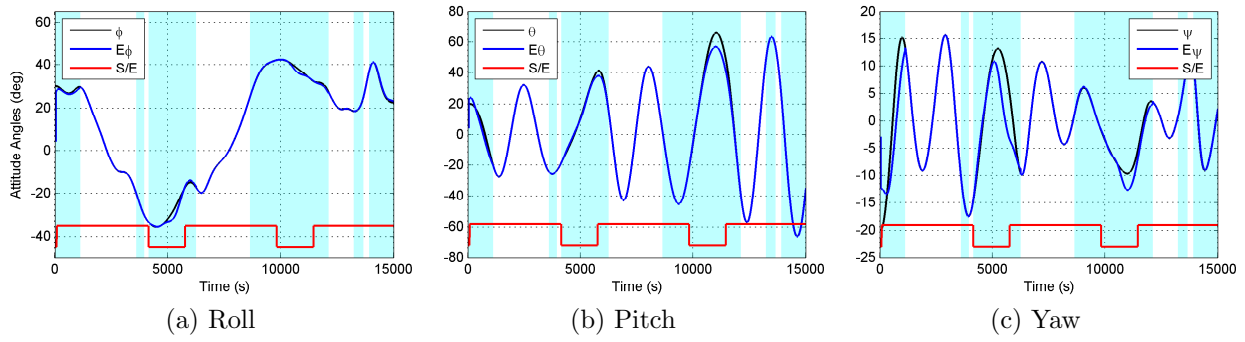 60
40
20
0
-20
-40
Attitude Angles (deg)
ϕ
Eϕ
S/E
0
5000
10000
15000
Time (s)
(a) Roll
80
60
40
20
0
-20
-40
-60
-80
θ
Eθ
S/E
0
5000
10000
15000
Time (s)
(b) Pitch
20
15
10
5
0
-5
-10
-15
-20
-25
Ψ
EΨ
S/E
0
5000
10000
15000
Time (s)
(c) Yaw